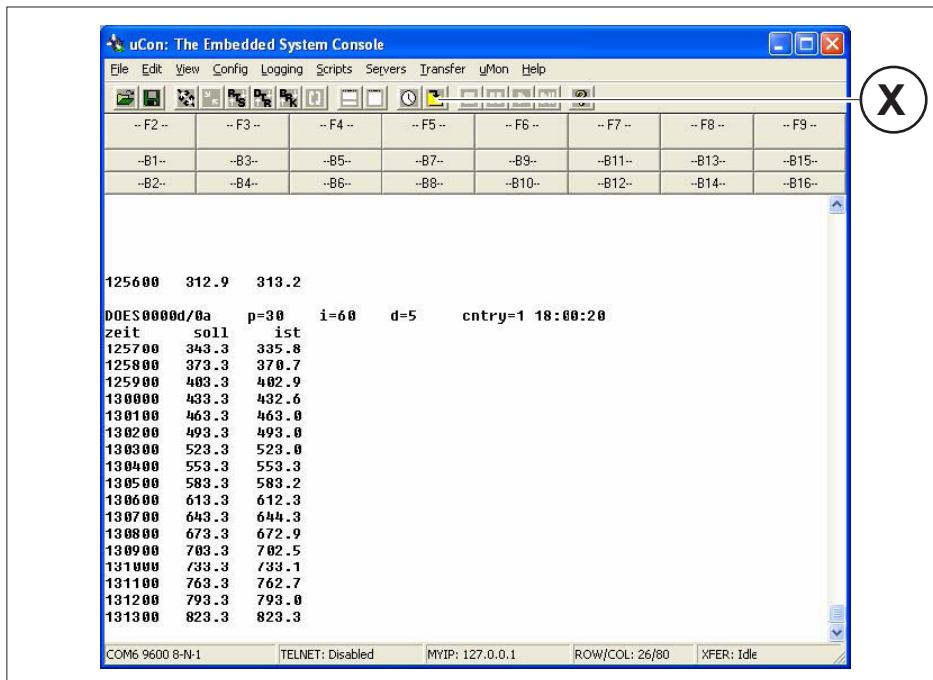 uCon: The Embedded System Console
File Edit View Config Logging Scripts Servers Transfer uMon Help
RTS DTR BRK
X
-- F2 -- -- F3 -- -- F4 -- -- F5 -- -- F6 -- -- F7 -- -- F8 -- -- F9 --
--B1-- --B3-- --B5-- --B7-- --B9-- --B11-- --B13-- --B15--
--B2-- --B4-- --B6-- --B8-- --B10-- --B12-- --B14-- --B16--
125600 312.9 313.2
DOES0000d/0a p=30 i=60 d=5 cntry=1 18:00:20
zeit soll ist
125700 343.3 335.8
125800 373.3 370.7
125900 403.3 402.9
130000 433.3 432.6
130100 463.3 463.0
130200 493.3 493.0
130300 523.3 523.0
130400 553.3 553.3
130500 583.3 583.2
130600 613.3 612.3
130700 643.3 644.3
130800 673.3 672.9
130900 703.3 702.5
131000 733.3 733.1
131100 763.3 762.7
131200 793.3 793.0
131300 823.3 823.3
COM6 9600 8-N-1 TELNET: Disabled MYIP: 127.0.0.1 ROW/COL: 26/80 XFER: Idle